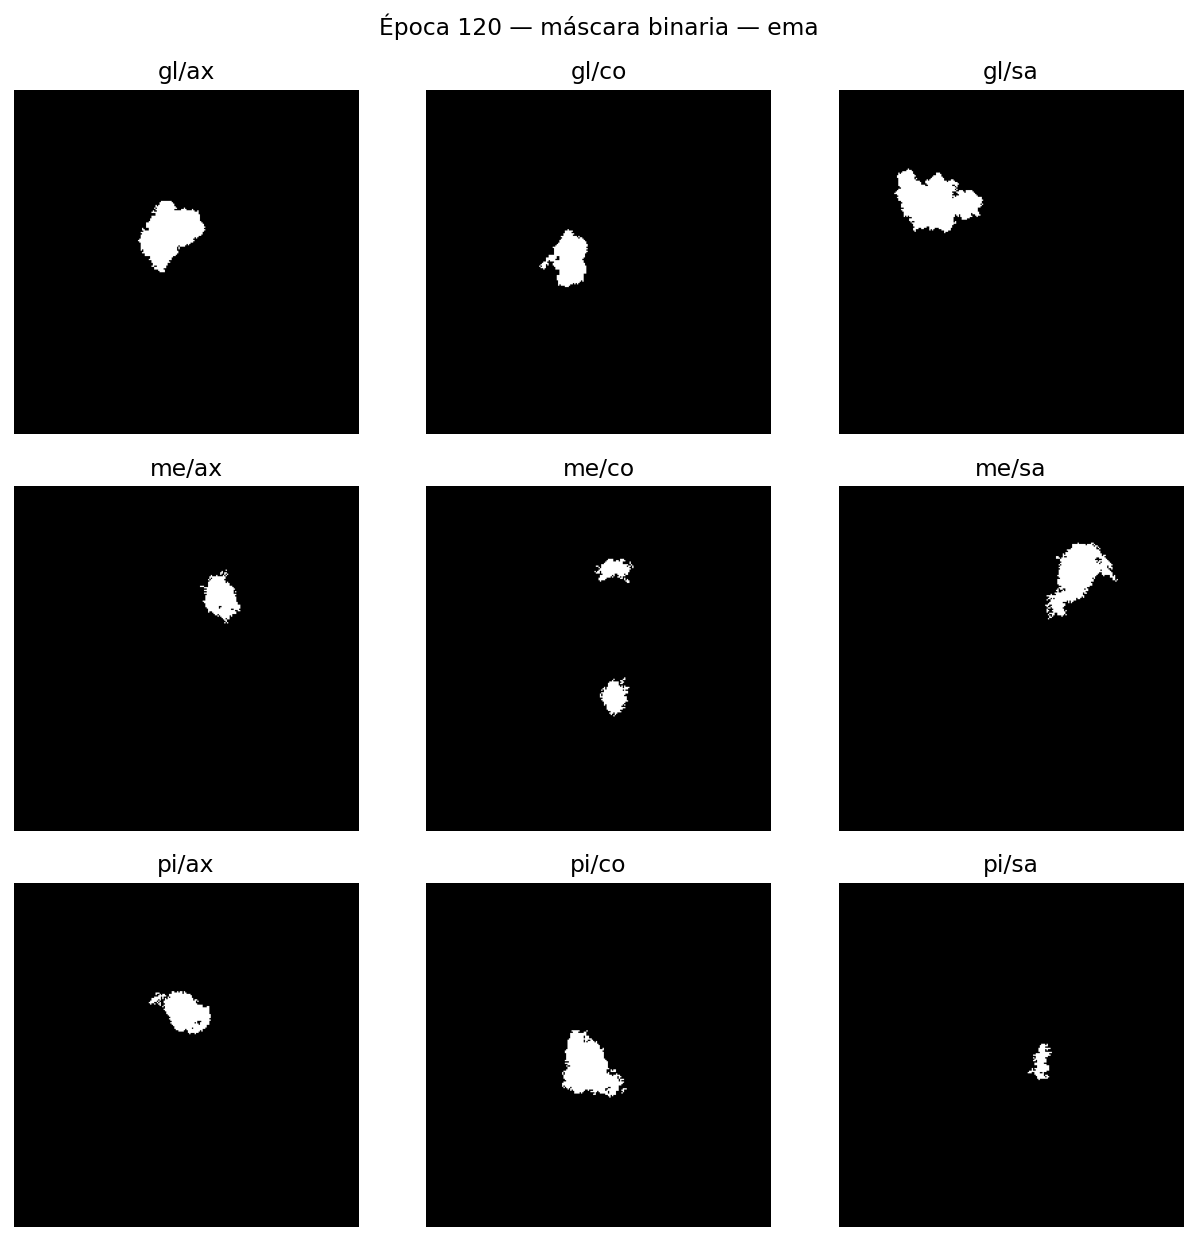 Época 120 — máscara binaria — ema
gl/ax
gl/co
gl/sa
me/ax
me/co
me/sa
pi/ax
pi/co
pi/sa